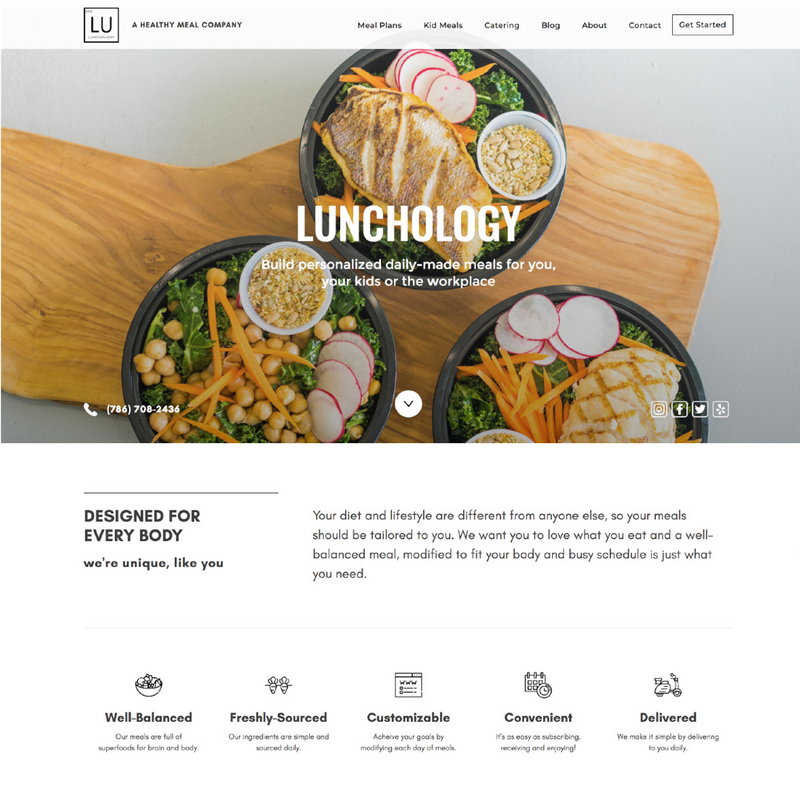 LU
LUNCHOLOGY
A HEALTHY MEAL COMPANY
Meal Plans Kid Meals Catering Blog About Contact Get Started
LUNCHOLOGY
Build personalized daily-made meals for you,
your kids or the workplace
(786) 708-2436
DESIGNED FOR
EVERY BODY
we're unique, like you
Your diet and lifestyle are different from anyone else, so your meals
should be tailored to you. We want you to love what you eat and a well-
balanced meal, modified to fit your body and busy schedule is just what
you need.
WWW
Well-Balanced
Our meals are full of
superfoods for brain and body.
Freshly-Sourced
Our ingredients are simple and
sourced daily.
Customizable
Acheive your goals by
modifying each day of meals.
Convenient
It's as easy as subscribing,
receiving and enjoying!
Delivered
We make it simple by delivering
to you daily.